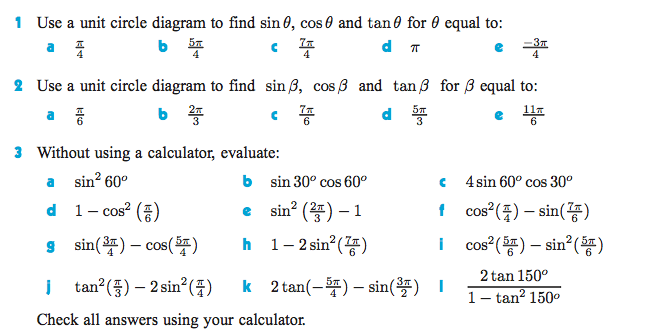 1 Use a unit circle diagram to find sin θ, cos θ and tan θ for θ equal to:
a π/4 b 5π/4 c 7π/4 d π e −3π/4
2 Use a unit circle diagram to find sin β, cos β and tan β for β equal to:
a π/6 b 2π/3 c 7π/6 d 5π/3 e 11π/6
3 Without using a calculator, evaluate:
a sin² 60° b sin 30° cos 60° c 4 sin 60° cos 30°
d 1 − cos² (π/6) e sin² (2π/3) − 1 f cos²(π/4) − sin(7π/6)
g sin(3π/4) − cos(5π/4) h 1 − 2 sin²(7π/6) i cos²(5π/6) − sin²(5π/6)
j tan²(π/3) − 2 sin²(π/4) k 2 tan(−5π/4) − sin(3π/2) l 2 tan 150° / 1 − tan² 150°
Check all answers using your calculator.